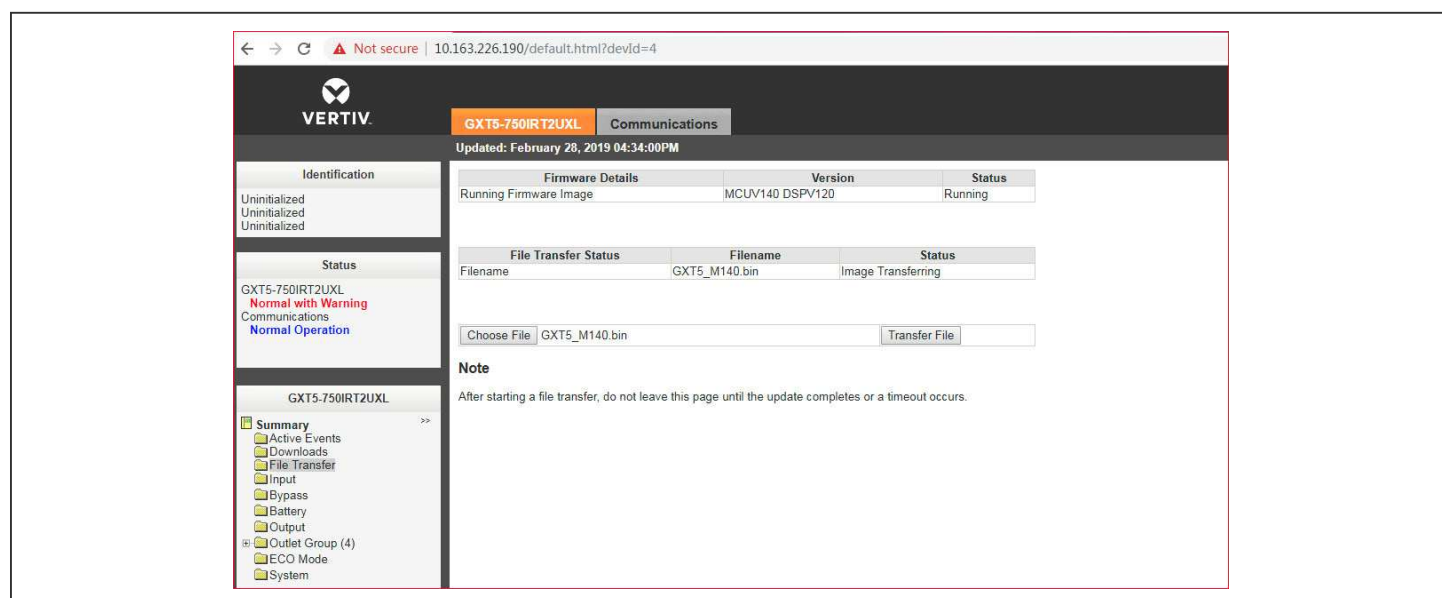 Not secure | 10.163.226.190/default.html?devId=4
VERTIV.
GXT5-750IRT2UXL Communications
Updated: February 28, 2019 04:34:00PM
Identification
Uninitialized
Uninitialized
Uninitialized
Status
GXT5-750IRT2UXL
Normal with Warning
Communications
Normal Operation
GXT5-750IRT2UXL
Summary >>
Active Events
Downloads
File Transfer
Input
Bypass
Battery
Output
Outlet Group (4)
ECO Mode
System
Firmware Details Version Status
Running Firmware Image MCUV140 DSPV120 Running
File Transfer Status Filename Status
Filename GXT5_M140.bin Image Transferring
Choose File GXT5_M140.bin Transfer File
Note
After starting a file transfer, do not leave this page until the update completes or a timeout occurs.